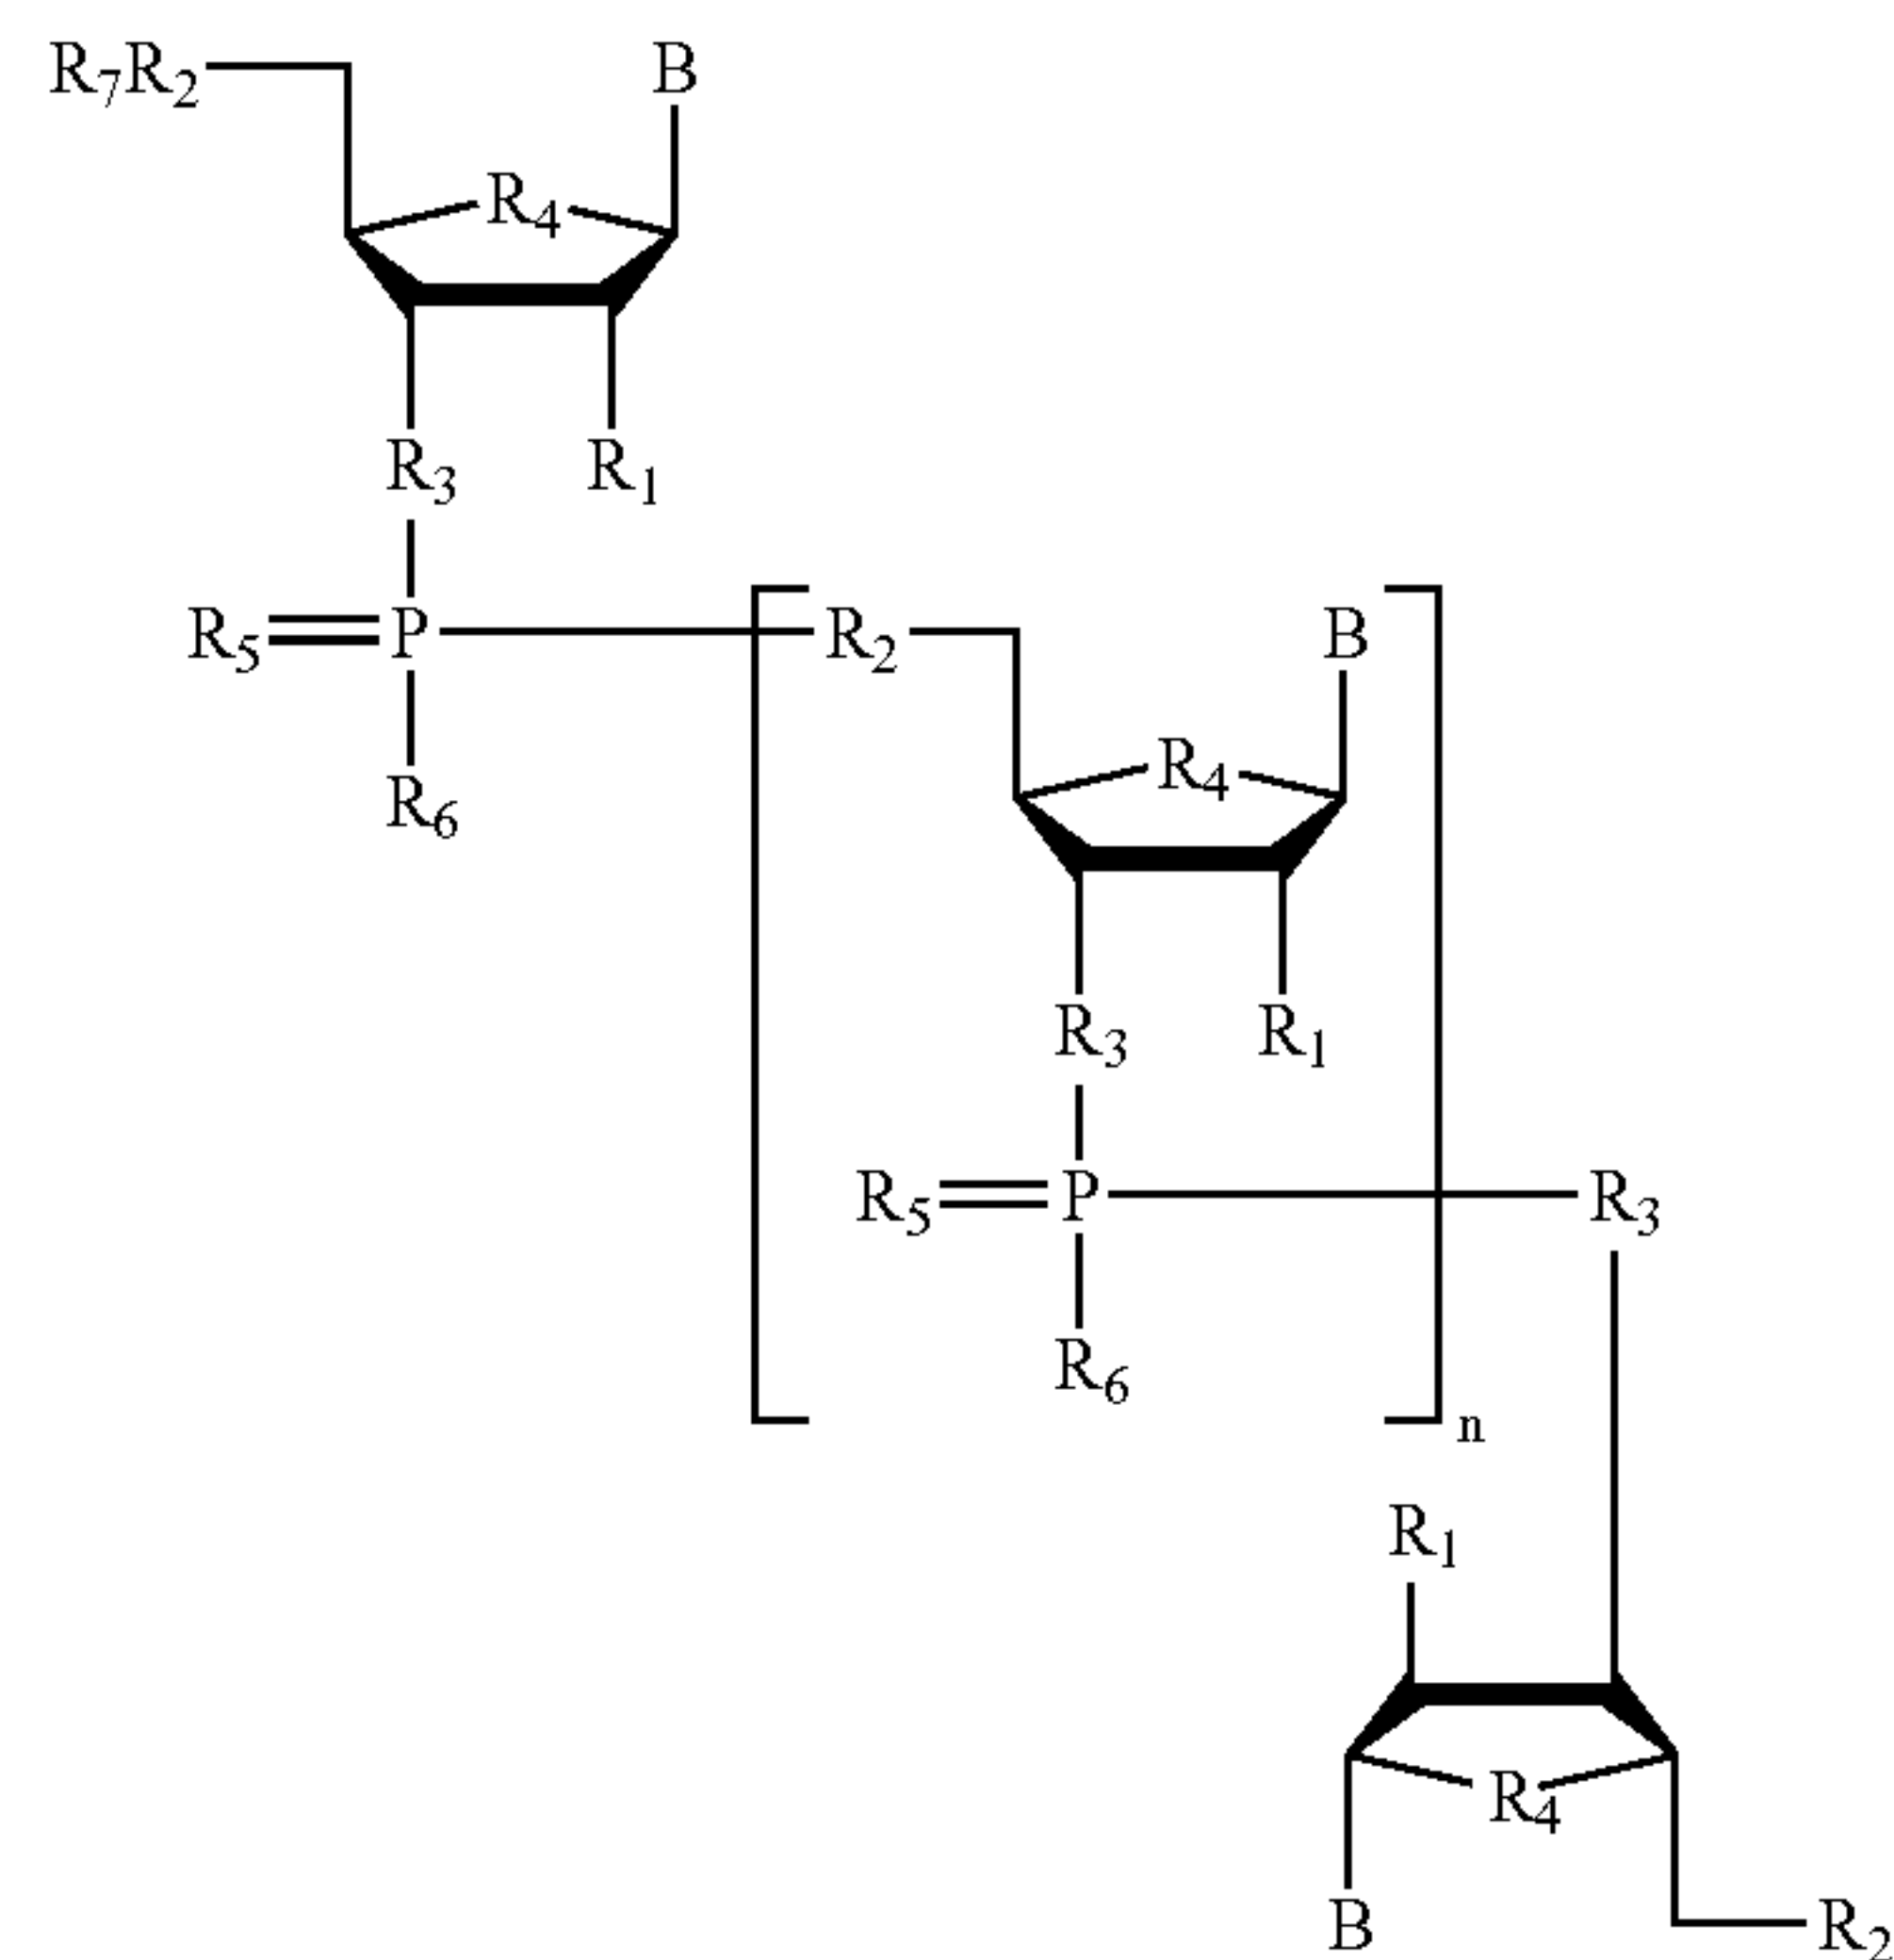 R₇R₂ B
R₄
R₃ R₁
R₅ P R₂ B
R₄
R₆
R₃ R₁
R₅ P R₃
R₆
n
R₁
R₄
B R₂